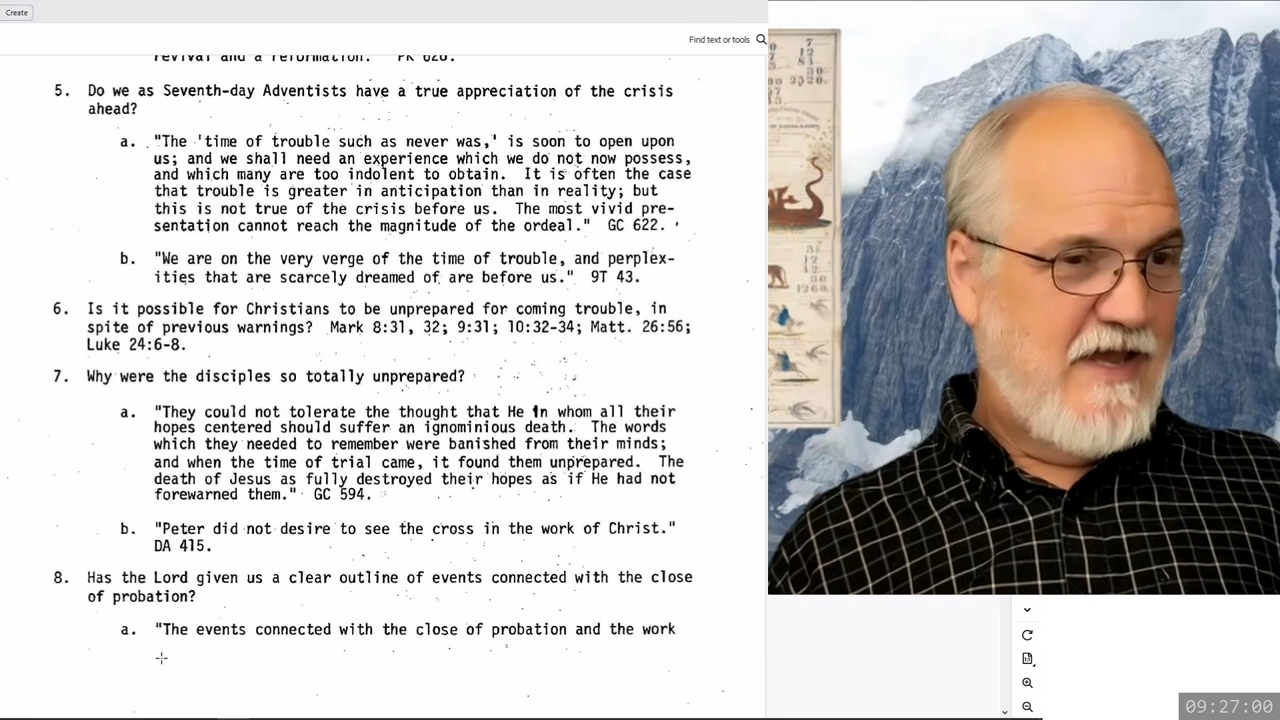 Create
Find text or tools
revival and a reformation." PK 628.
5. Do we as Seventh-day Adventists have a true appreciation of the crisis
ahead?
a. "The 'time of trouble such as never was,' is soon to open upon
us; and we shall need an experience which we do not now possess,
and which many are too indolent to obtain. It is often the case
that trouble is greater in anticipation than in reality; but
this is not true of the crisis before us. The most vivid pre-
sentation cannot reach the magnitude of the ordeal." GC 622.
b. "We are on the very verge of the time of trouble, and perplex-
ities that are scarcely dreamed of are before us." 9T 43.
6. Is it possible for Christians to be unprepared for coming trouble, in
spite of previous warnings? Mark 8:31, 32; 9:31; 10:32-34; Matt. 26:56;
Luke 24:6-8.
7. Why were the disciples so totally unprepared?
a. "They could not tolerate the thought that He in whom all their
hopes centered should suffer an ignominious death. The words
which they needed to remember were banished from their minds;
and when the time of trial came, it found them unprepared. The
death of Jesus as fully destroyed their hopes as if He had not
forewarned them." GC 594.
b. "Peter did not desire to see the cross in the work of Christ."
DA 415.
8. Has the Lord given us a clear outline of events connected with the close
of probation?
a. "The events connected with the close of probation and the work
7
12
30
2520
12
30
1260
09:27:00